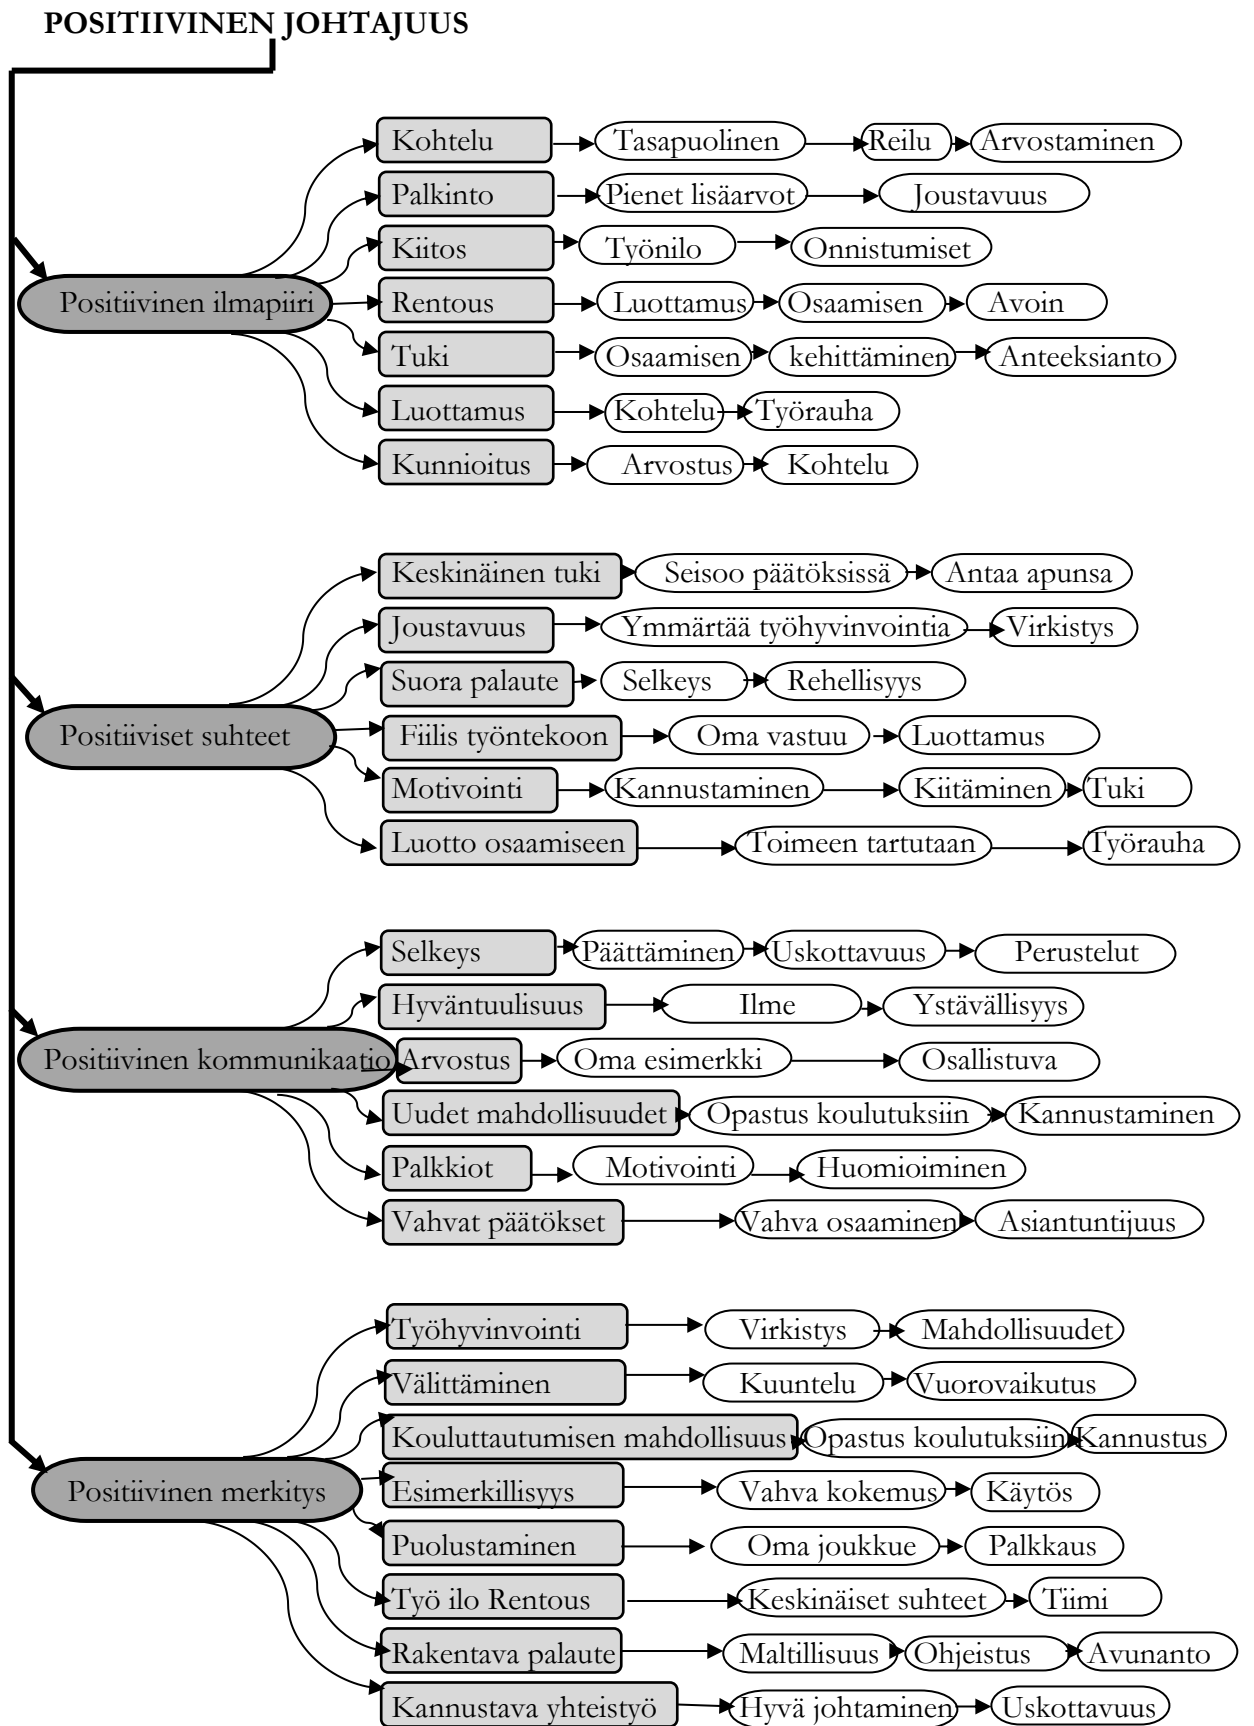 POSITIIVINEN JOHTAJUUS
Kohtelu Tasapuolinen Reilu Arvostaminen
Palkinto Pienet lisäarvot Joustavuus
Kiitos Työnilo Onnistumiset
Positiivinen ilmapiiri Rentous Luottamus Osaamisen Avoin
Tuki Osaamisen kehittäminen Anteeksianto
Luottamus Kohtelu Työrauha
Kunnioitus Arvostus Kohtelu
Keskinäinen tuki Seisoo päätöksissä Antaa apunsa
Joustavuus Ymmärtää työhyvinvointia Virkistys
Suora palaute Selkeys Rehellisyys
Positiiviset suhteet Fiilis työntekoon Oma vastuu Luottamus
Motivointi Kannustaminen Kiitäminen Tuki
Luotto osaamiseen Toimeen tartutaan Työrauha
Selkeys Päättäminen Uskottavuus Perustelut
Hyväntuulisuus Ilme Ystävällisyys
Positiivinen kommunikaatio Arvostus Oma esimerkki Osallistuva
Uudet mahdollisuudet Opastus koulutuksiin Kannustaminen
Palkkiot Motivointi Huomioiminen
Vahvat päätökset Vahva osaaminen Asiantuntijuus
Työhyvinvointi Virkistys Mahdollisuudet
Välittäminen Kuuntelu Vuorovaikutus
Kouluttautumisen mahdollisuus Opastus koulutuksiin Kannustus
Positiivinen merkitys Esimerkillisyys Vahva kokemus Käytös
Puolustaminen Oma joukkue Palkkaus
Työ ilo Rentous Keskinäiset suhteet Tiimi
Rakentava palaute Maltillisuus Ohjeistus Avunanto
Kannustava yhteistyö Hyvä johtaminen Uskottavuus